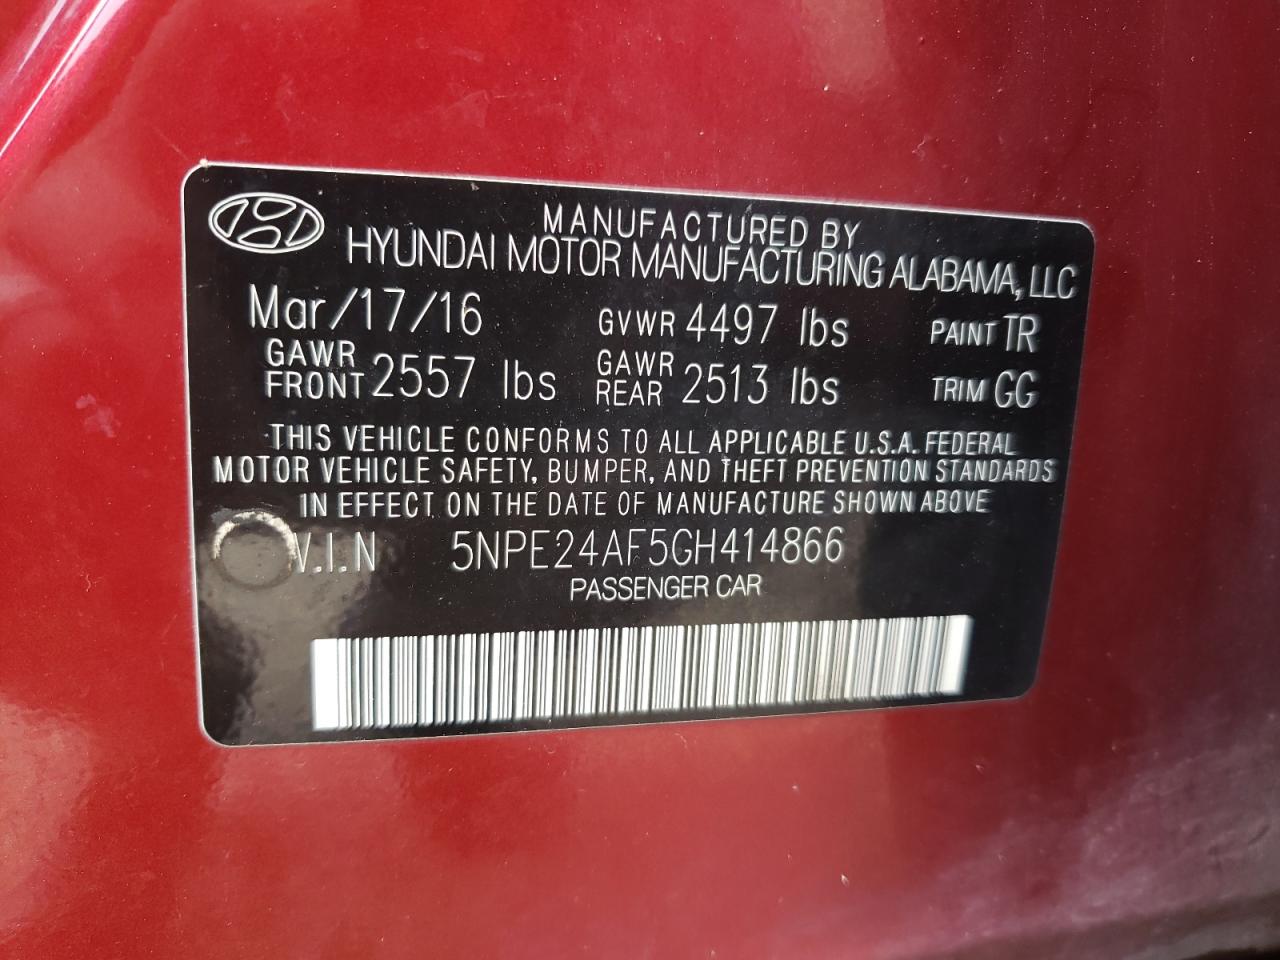 MANUFACTURED BY
HYUNDAI MOTOR MANUFACTURING ALABAMA, LLC
Mar/17/16 GVWR 4497 lbs PAINT TR
GAWR FRONT 2557 lbs GAWR REAR 2513 lbs TRIM GG
THIS VEHICLE CONFORMS TO ALL APPLICABLE U.S.A. FEDERAL
MOTOR VEHICLE SAFETY, BUMPER, AND THEFT PREVENTION STANDARDS
IN EFFECT ON THE DATE OF MANUFACTURE SHOWN ABOVE
V.I.N 5NPE24AF5GH414866
PASSENGER CAR